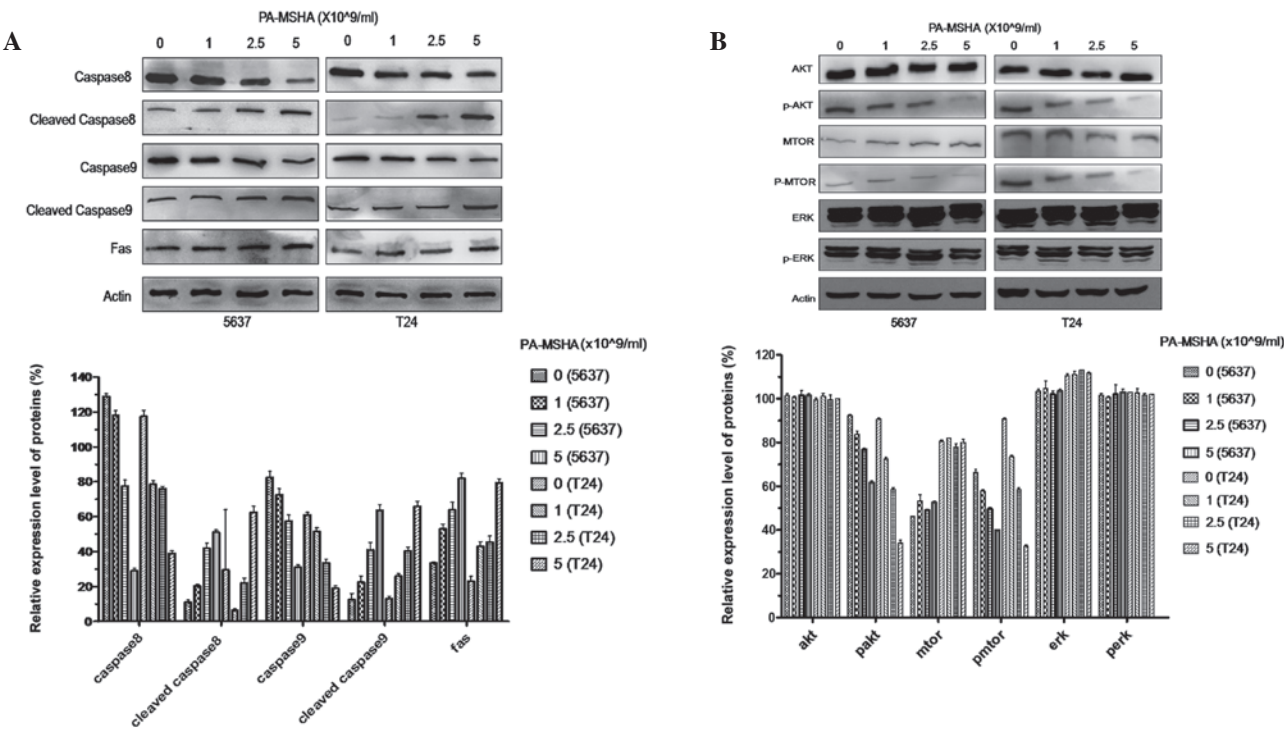 A
PA-MSHA (X10^9/ml)
0 1 2.5 5 0 1 2.5 5
Caspase8
Cleaved Caspase8
Caspase9
Cleaved Caspase9
Fas
Actin
5637 T24
PA-MSHA (x10^9/ml)
0 (5637)
1 (5637)
2.5 (5637)
5 (5637)
0 (T24)
1 (T24)
2.5 (T24)
5 (T24)
Relative expression level of proteins (%)
140
120
100
80
60
40
20
0
caspase8
cleaved caspase8
caspase9
cleaved caspase9
fas
B
PA-MSHA (X10^9/ml)
0 1 2.5 5 0 1 2.5 5
AKT
p-AKT
MTOR
P-MTOR
ERK
p-ERK
Actin
5637 T24
PA-MSHA (x10^9/ml)
0 (5637)
1 (5637)
2.5 (5637)
5 (5637)
0 (T24)
1 (T24)
2.5 (T24)
5 (T24)
Relative expression level of proteins (%)
120
100
80
60
40
20
0
akt
pakt
mtor
pmtor
erk
perk